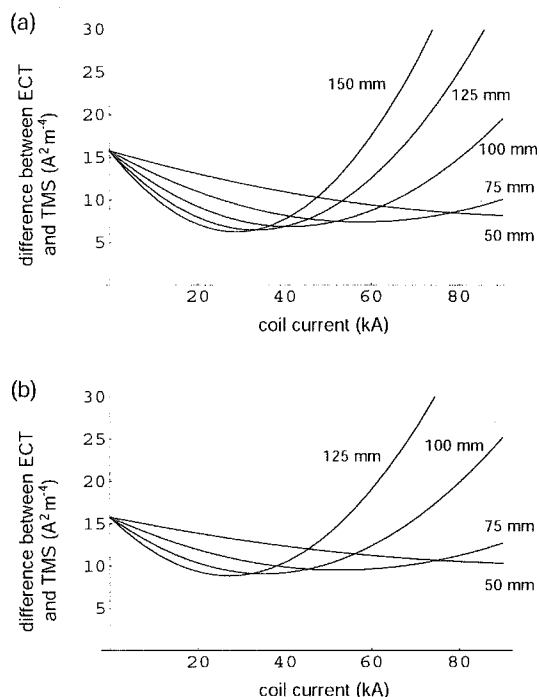 (a)
difference between ECT
and TMS (A²m⁻⁴)
30
25
20
15
10
5
150 mm
125 mm
100 mm
75 mm
50 mm
20 40 60 80
coil current (kA)
(b)
difference between ECT
and TMS (A²m⁻⁴)
30
25
20
15
10
5
125 mm
100 mm
75 mm
50 mm
20 40 60 80
coil current (kA)